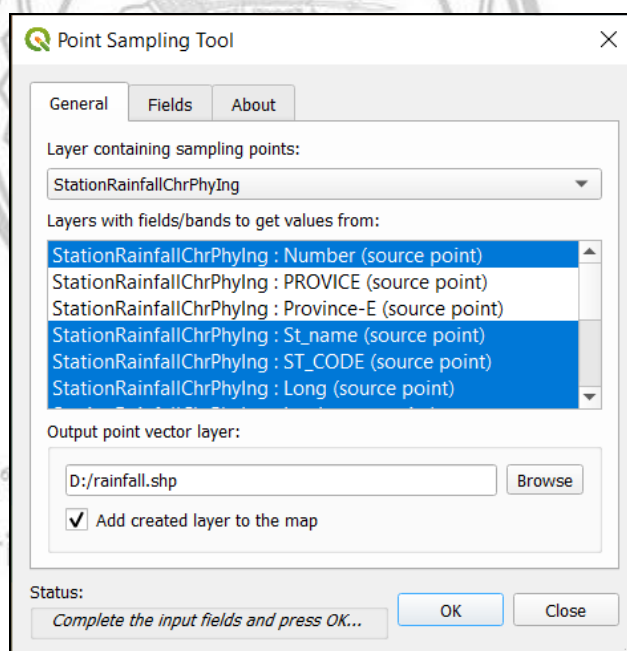 Point Sampling Tool
General Fields About
Layer containing sampling points:
StationRainfallChrPhyIng
Layers with fields/bands to get values from:
StationRainfallChrPhyIng : Number (source point)
StationRainfallChrPhyIng : PROVICE (source point)
StationRainfallChrPhyIng : Province-E (source point)
StationRainfallChrPhyIng : St_name (source point)
StationRainfallChrPhyIng : ST_CODE (source point)
StationRainfallChrPhyIng : Long (source point)
Output point vector layer:
D:/rainfall.shp Browse
Add created layer to the map
Status:
Complete the input fields and press OK... OK Close